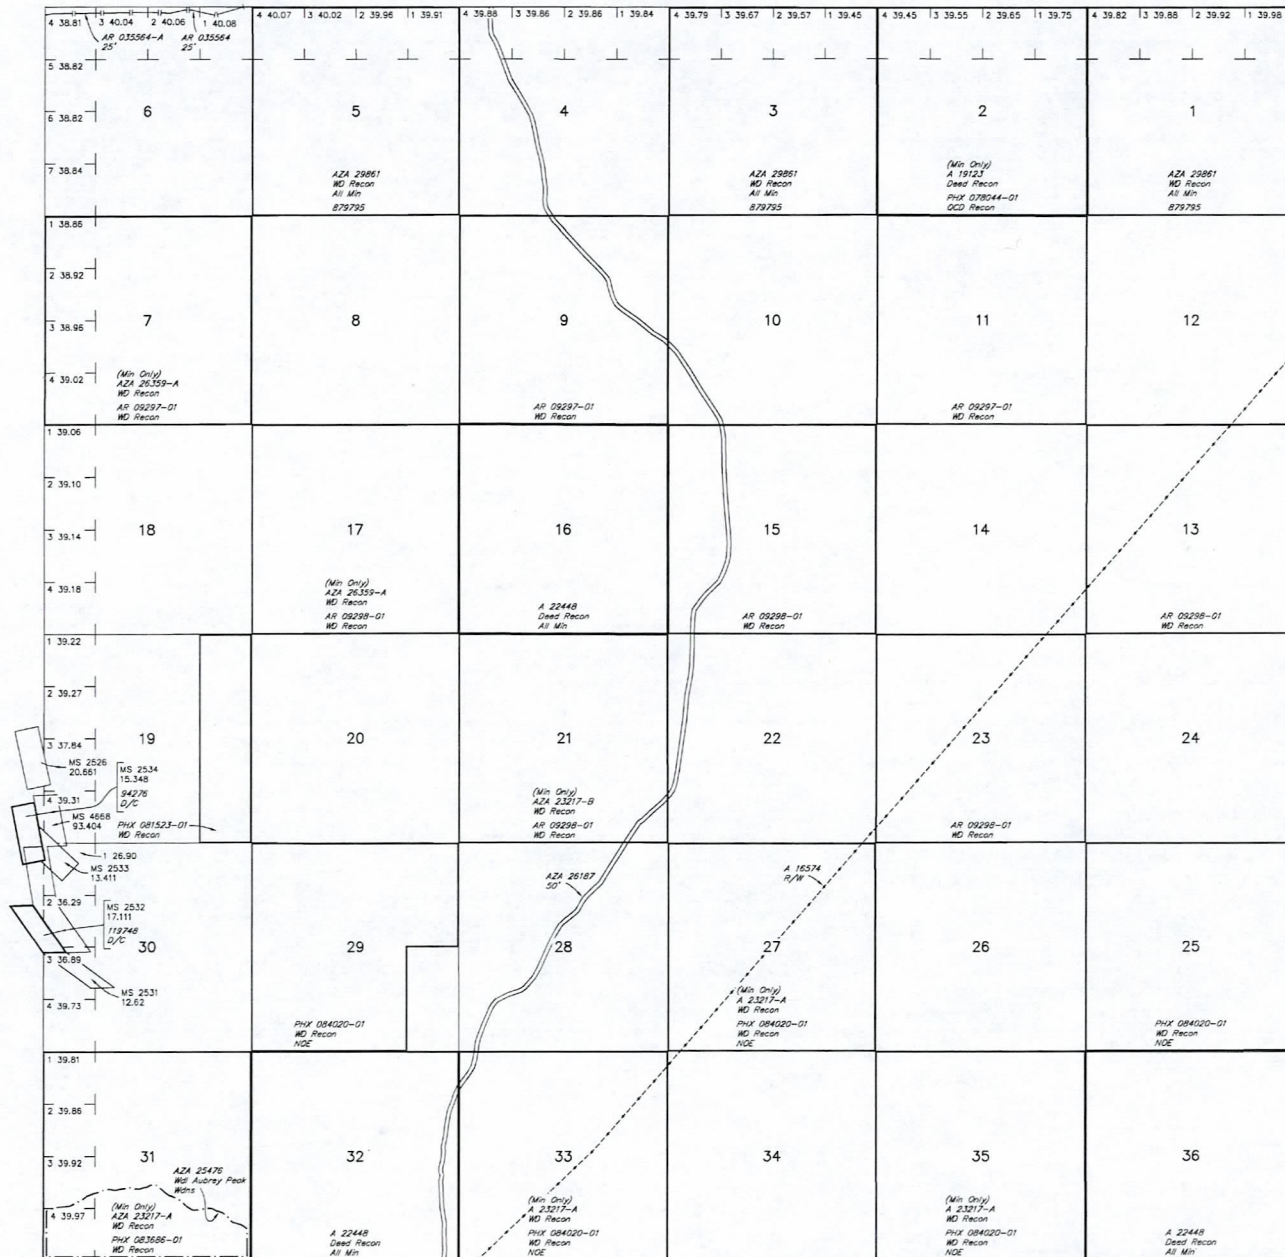 4 38.81 3 40.04 2 40.06 1 40.08
4 40.07 3 40.02 2 39.96 1 39.91
4 39.88 3 39.86 2 39.86 1 39.84
4 39.79 3 39.67 2 39.57 1 39.45
4 39.45 3 39.55 2 39.65 1 39.75
4 39.82 3 39.88 2 39.92 1 39.98
AR 035564-A
25'
AR 035564
25'
5 38.82
6 38.82
7 38.84
6
5
AZA 29861
WD Recon
All Min
879795
4
3
AZA 29861
WD Recon
All Min
879795
2
(Min Only)
A 19123
Deed Recon
PHX 078044-01
QCD Recon
1
AZA 29861
WD Recon
All Min
879795
1 38.86
2 38.92
3 38.96
4 39.02
7
(Min Only)
AZA 26359-A
WD Recon
AR 09297-01
WD Recon
8
9
AR 09297-01
WD Recon
10
11
AR 09297-01
WD Recon
12
1 39.06
2 39.10
3 39.14
4 39.18
18
17
(Min Only)
AZA 26359-A
WD Recon
AR 09298-01
WD Recon
16
A 22448
Deed Recon
All Min
15
AR 09298-01
WD Recon
14
13
AR 09298-01
WD Recon
1 39.22
2 39.27
3 37.84
4 39.31
19
MS 2526
20.661
MS 2534
15.348
94276
D/C
MS 4668
93.404
PHX 081523-01
WD Recon
20
21
(Min Only)
AZA 23217-B
WD Recon
AR 09298-01
WD Recon
22
23
AR 09298-01
WD Recon
24
1 26.90
MS 2533
13.411
2 36.29
MS 2532
17.111
119748
D/C
3 36.89
MS 2531
12.62
4 39.73
30
29
PHX 084020-01
WD Recon
NOE
AZA 26187
50'
28
A 16574
R/W
27
(Min Only)
A 23217-A
WD Recon
PHX 084020-01
WD Recon
NOE
26
25
PHX 084020-01
WD Recon
NOE
1 39.81
2 39.86
3 39.92
4 39.97
31
AZA 25476
Wdl Aubrey Peak
Wdns
(Min Only)
AZA 23217-A
WD Recon
PHX 083686-01
WD Recon
32
A 22448
Deed Recon
All Min
33
(Min Only)
A 23217-A
WD Recon
PHX 084020-01
WD Recon
NOE
34
35
(Min Only)
A 23217-A
WD Recon
PHX 084020-01
WD Recon
NOE
36
A 22448
Deed Recon
All Min